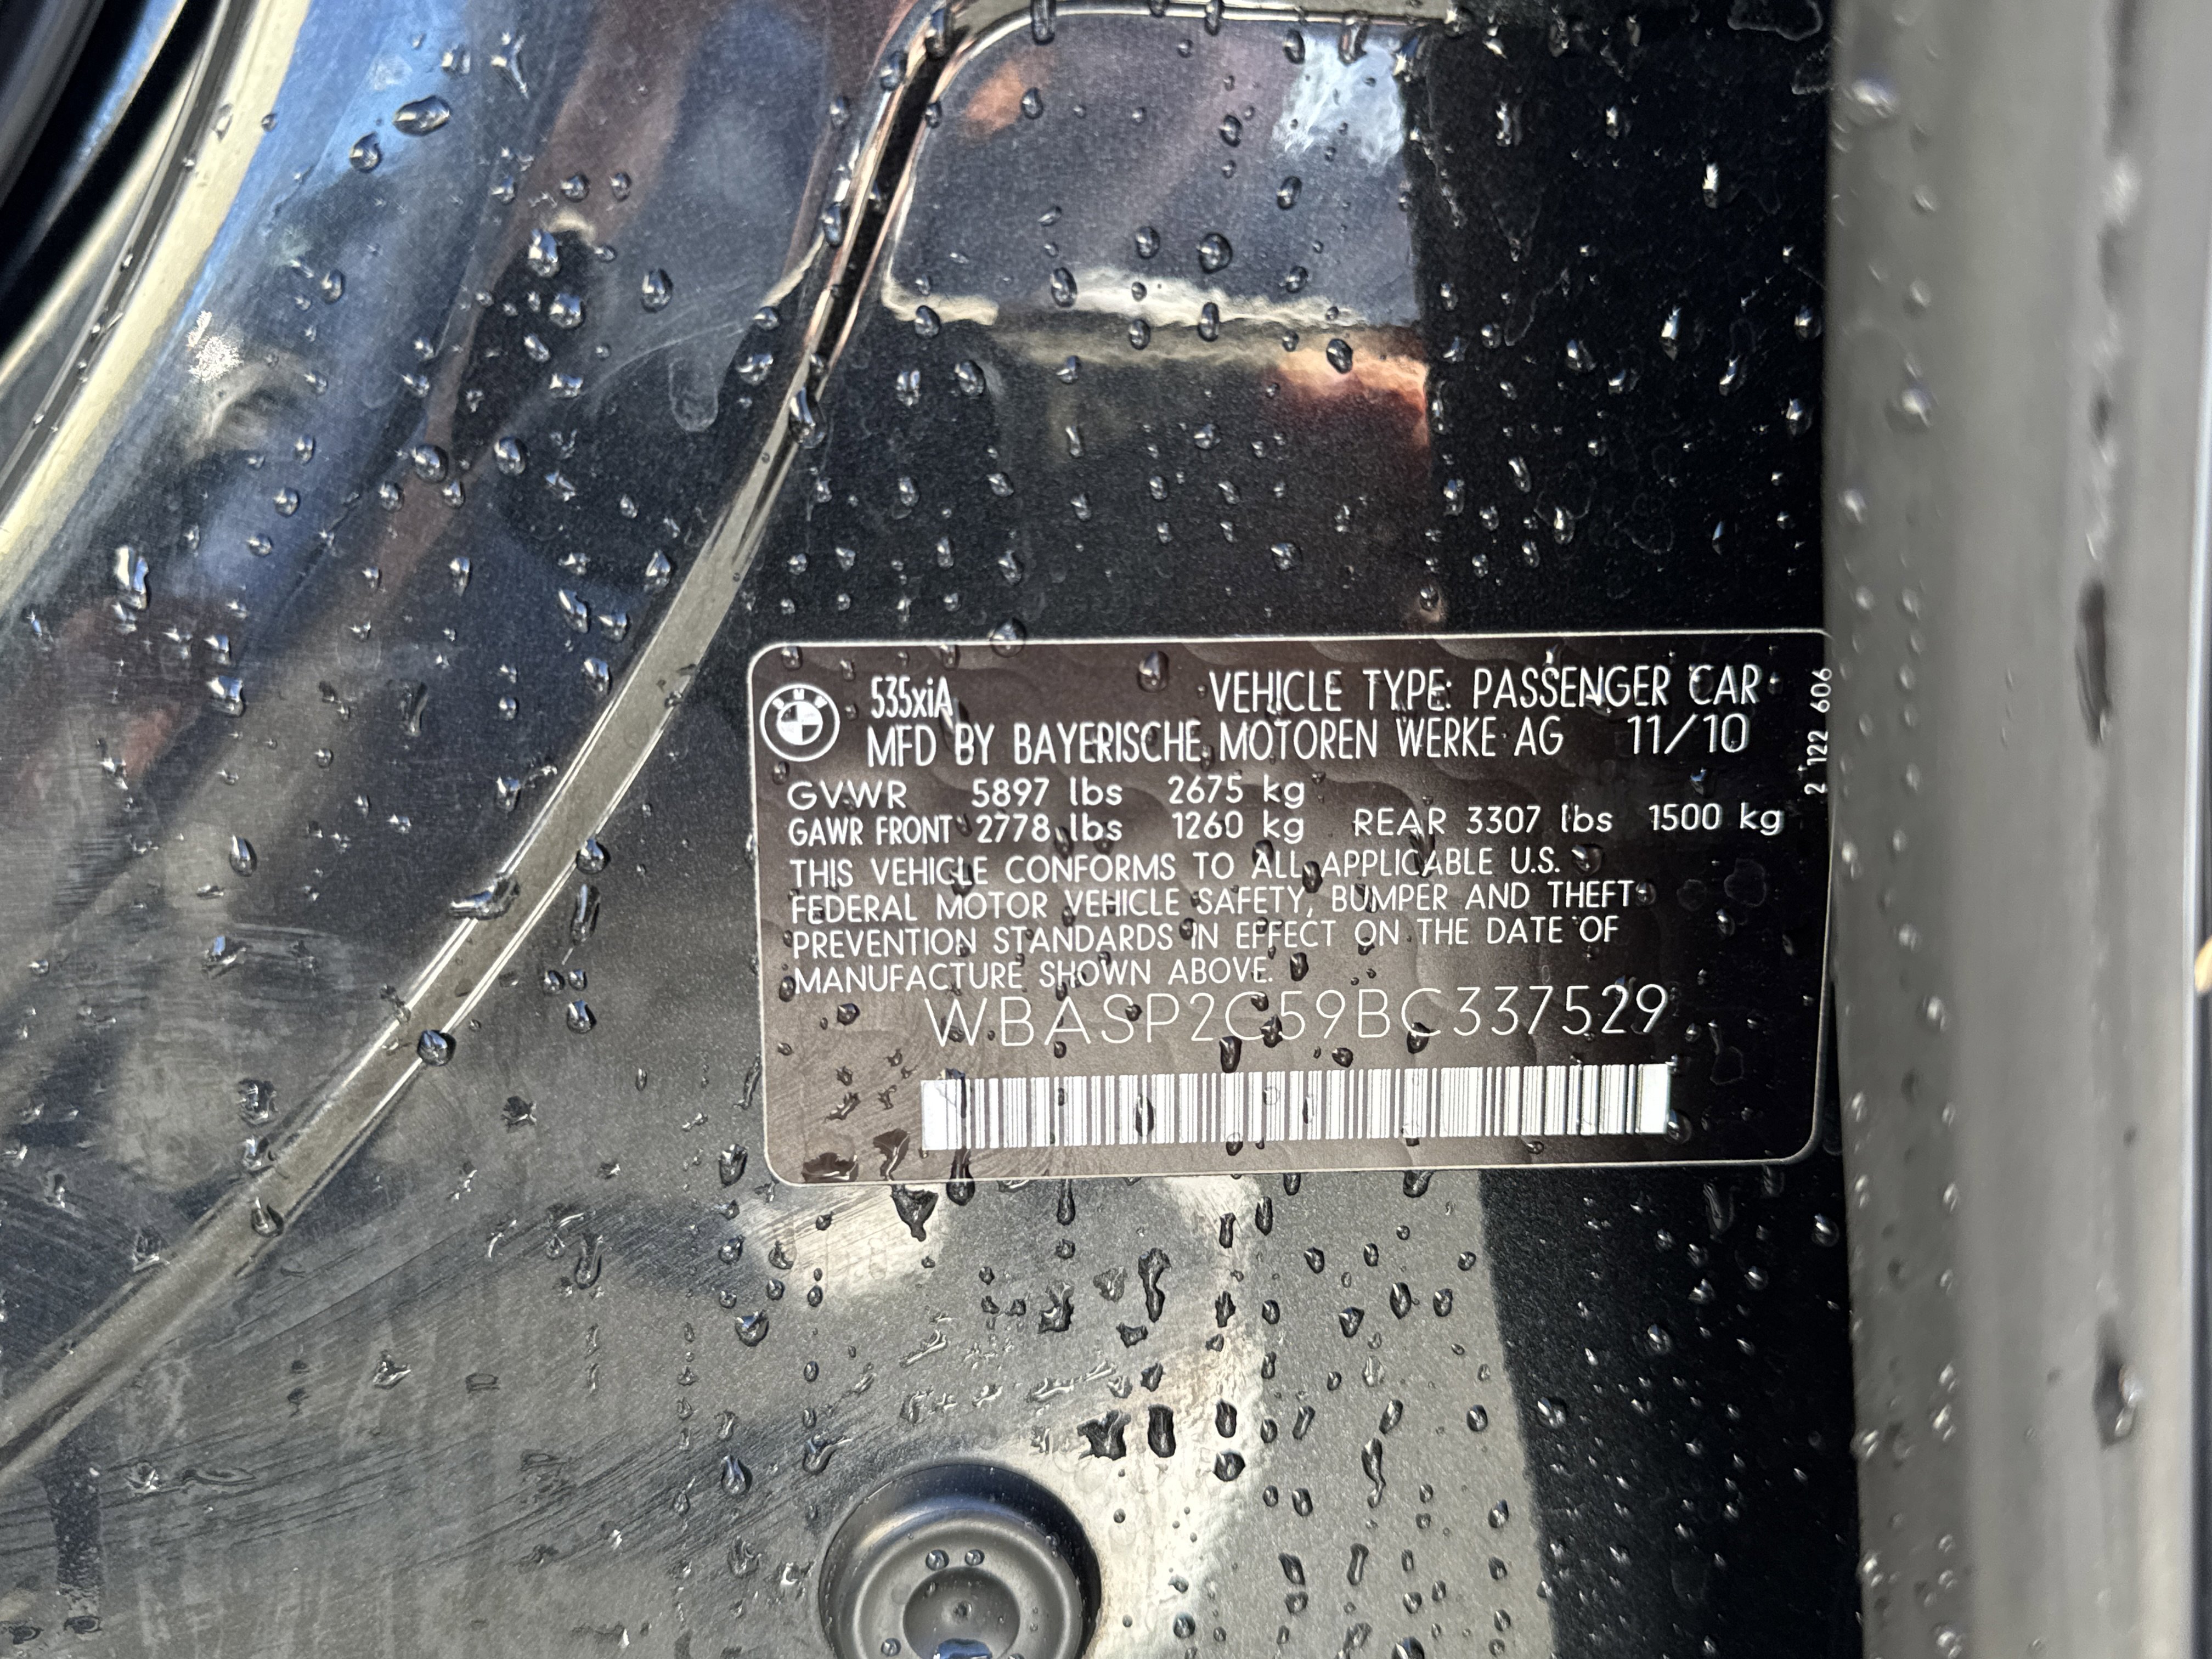 535xiA VEHICLE TYPE: PASSENGER CAR
MFD BY BAYERISCHE MOTOREN WERKE AG 11/10
GVWR 5897 lbs 2675 kg
GAWR FRONT 2778 lbs 1260 kg REAR 3307 lbs 1500 kg
THIS VEHICLE CONFORMS TO ALL APPLICABLE U.S.
FEDERAL MOTOR VEHICLE SAFETY, BUMPER AND THEFT
PREVENTION STANDARDS IN EFFECT ON THE DATE OF
MANUFACTURE SHOWN ABOVE.
WBASP2C59BC337529
2 122 606